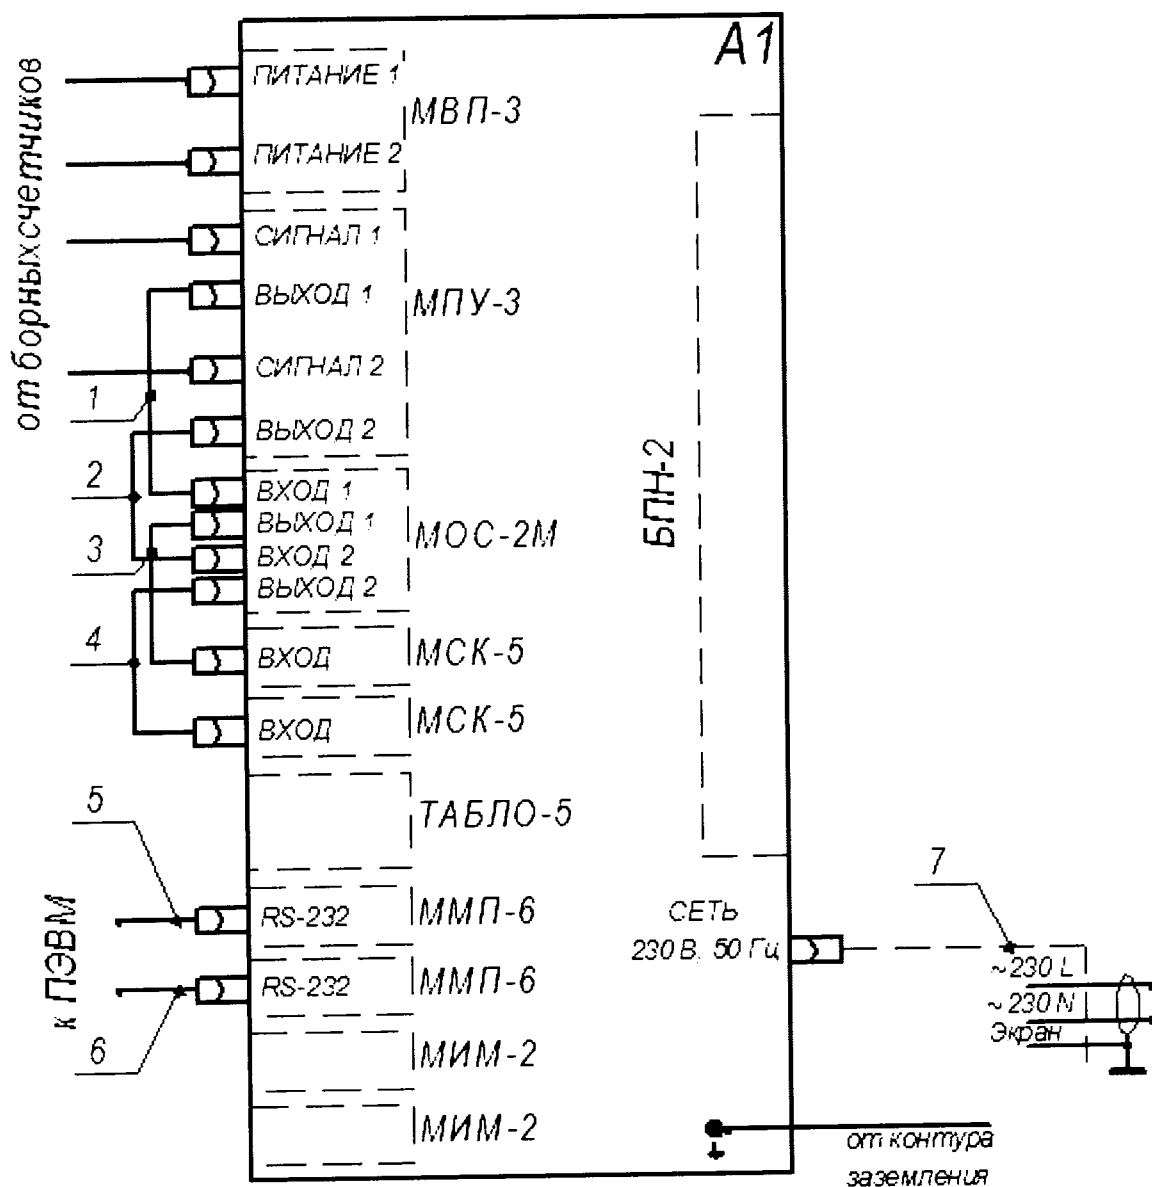 А1
от борных счетчиков
ПИТАНИЕ 1
МВП-3
ПИТАНИЕ 2
СИГНАЛ 1
ВЫХОД 1
МПУ-3
СИГНАЛ 2
1
ВЫХОД 2
БПН-2
2
ВХОД 1
ВЫХОД 1
МОС-2М
3
ВХОД 2
ВЫХОД 2
4
ВХОД
МСК-5
ВХОД
МСК-5
5
ТАБЛО-5
7
к ПЭВМ
RS-232
ММП-6
СЕТЬ
230 В, 50 Гц
RS-232
ММП-6
~230 L
~230 N
Экран
6
МИМ-2
МИМ-2
от контура
заземления